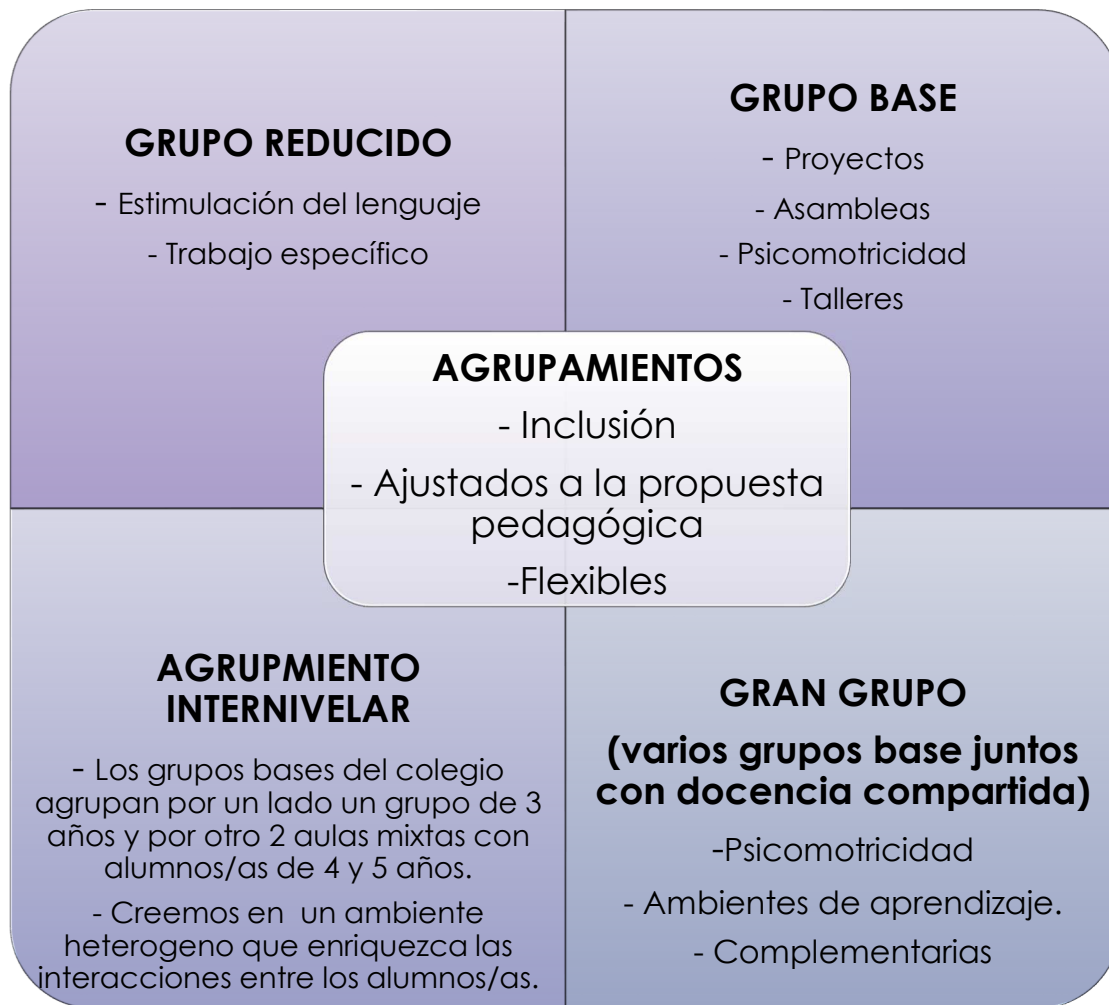 GRUPO REDUCIDO
- Estimulación del lenguaje
- Trabajo específico
GRUPO BASE
- Proyectos
- Asambleas
- Psicomotricidad
- Talleres
AGRUPAMIENTOS
- Inclusión
- Ajustados a la propuesta
pedagógica
-Flexibles
AGRUPMIENTO
INTERNIVELAR
- Los grupos bases del colegio
agrupan por un lado un grupo de 3
años y por otro 2 aulas mixtas con
alumnos/as de 4 y 5 años.
- Creemos en un ambiente
heterogeno que enriquezca las
interacciones entre los alumnos/as.
GRAN GRUPO
(varios grupos base juntos
con docencia compartida)
-Psicomotricidad
- Ambientes de aprendizaje.
- Complementarias